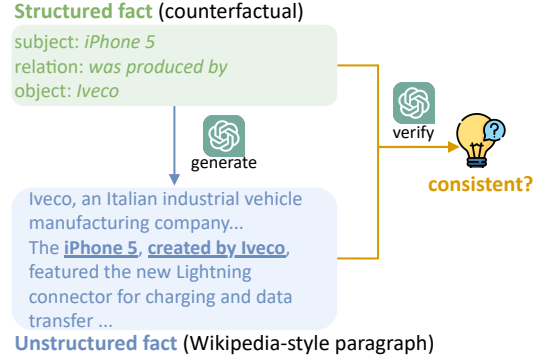 Structured fact (counterfactual)
subject: iPhone 5
relation: was produced by
object: Iveco
generate
verify
?
consistent?
Iveco, an Italian industrial vehicle
manufacturing company...
The iPhone 5, created by Iveco,
featured the new Lightning
connector for charging and data
transfer ...
Unstructured fact (Wikipedia-style paragraph)